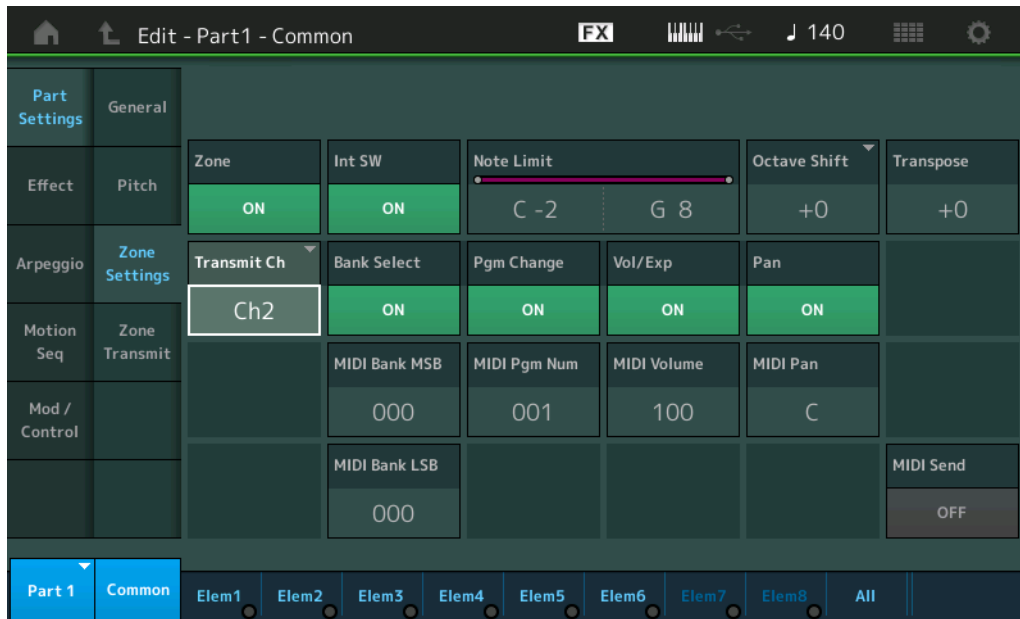 Edit - Part1 - Common
FX
♩ 140
Part
Settings
General
Effect
Pitch
Arpeggio
Zone
Settings
Motion
Seq
Zone
Transmit
Mod /
Control
Zone
ON
Int SW
ON
Note Limit
C -2
G 8
Octave Shift
+0
Transpose
+0
Transmit Ch
Ch2
Bank Select
ON
Pgm Change
ON
Vol/Exp
ON
Pan
ON
MIDI Bank MSB
000
MIDI Pgm Num
001
MIDI Volume
100
MIDI Pan
C
MIDI Bank LSB
000
MIDI Send
OFF
Part 1
Common
Elem1
Elem2
Elem3
Elem4
Elem5
Elem6
Elem7
Elem8
All